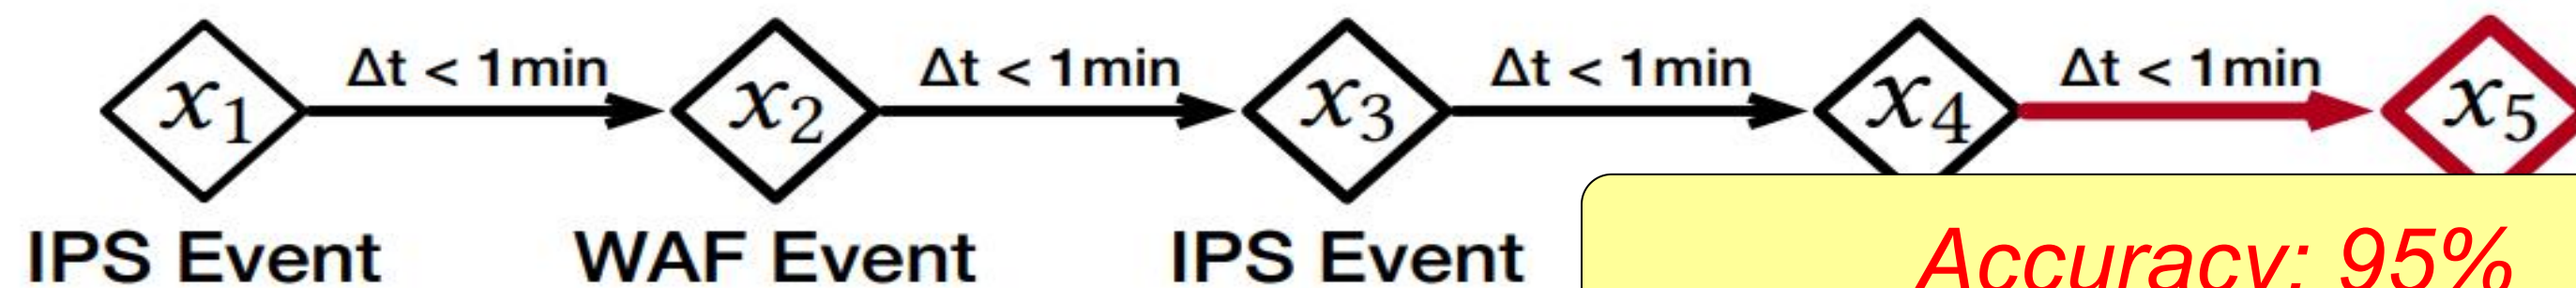 Δt < 1min Δt < 1min Δt < 1min Δt < 1min
x1 x2 x3 x4 x5
IPS Event WAF Event IPS Event
Accuracy: 95%